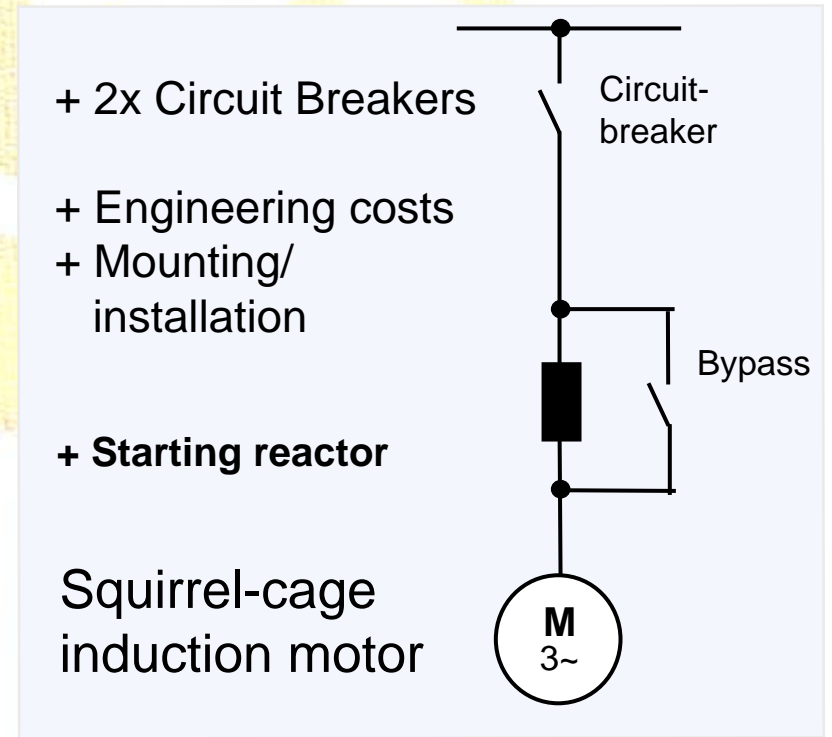 + 2x Circuit Breakers
Circuit-
breaker
+ Engineering costs
+ Mounting/
installation
Bypass
+ Starting reactor
Squirrel-cage
induction motor
M
3~